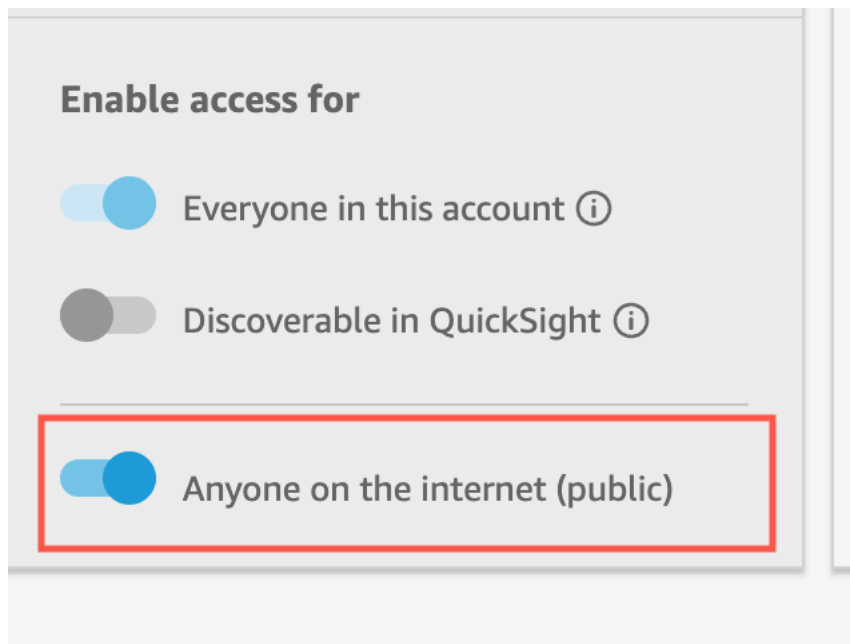 Enable access for
Everyone in this account
Discoverable in QuickSight
Anyone on the internet (public)